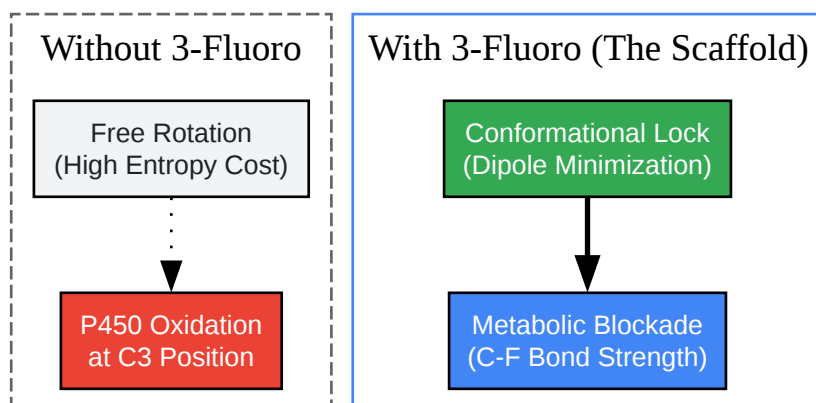 Without 3-Fluoro
Free Rotation
(High Entropy Cost)
P450 Oxidation
at C3 Position
With 3-Fluoro (The Scaffold)
Conformational Lock
(Dipole Minimization)
Metabolic Blockade
(C-F Bond Strength)